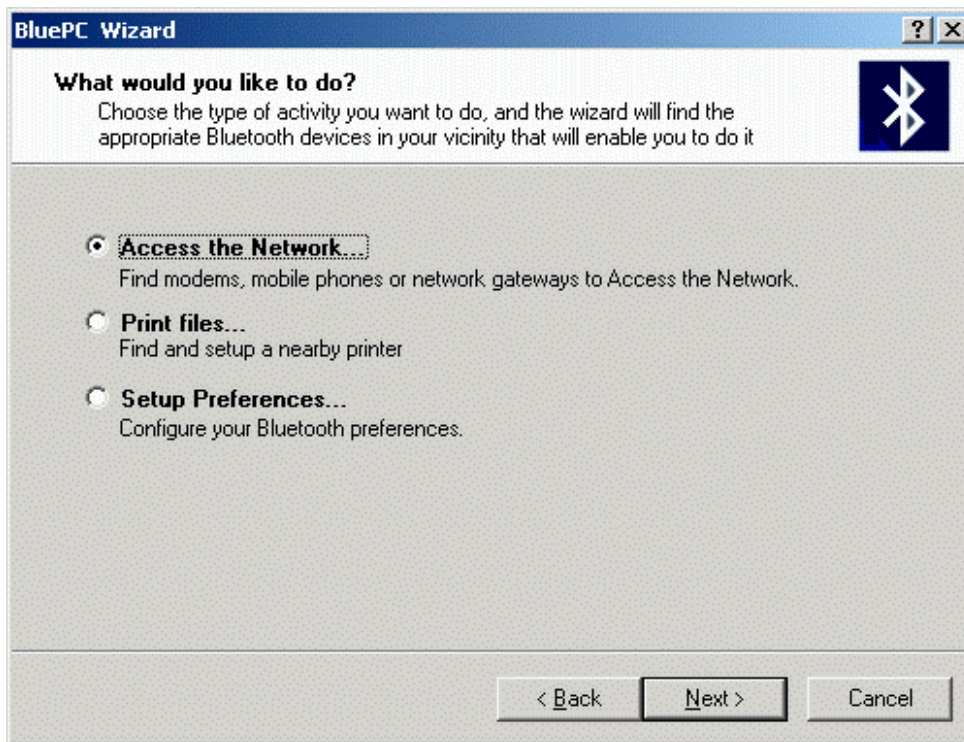 BluePC Wizard
What would you like to do?
Choose the type of activity you want to do, and the wizard will find the
appropriate Bluetooth devices in your vicinity that will enable you to do it
Access the Network...
Find modems, mobile phones or network gateways to Access the Network.
Print files...
Find and setup a nearby printer
Setup Preferences...
Configure your Bluetooth preferences.
< Back Next > Cancel